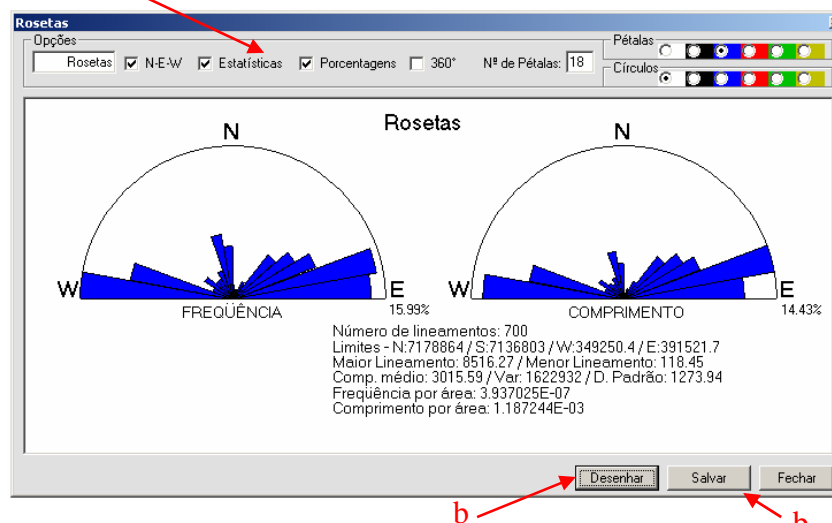 Rosetas
Opções
Rosetas N-E-W Estatísticas Porcentagens 360° Nº de Pétalas: 18
Pétalas
Círculos
Rosetas
N N
W E W E
FREQÜÊNCIA 15.99% COMPRIMENTO 14.43%
Número de lineamentos: 700
Limites - N:7178864 / S:7136803 / W:349250.4 / E:391521.7
Maior Lineamento: 8516.27 / Menor Lineamento: 118.45
Comp. médio: 3015.59 / Var: 1622932 / D. Padrão: 1273.94
Freqüência por área: 3.937025E-07
Comprimento por área: 1.187244E-03
Desenhar Salvar Fechar
b b